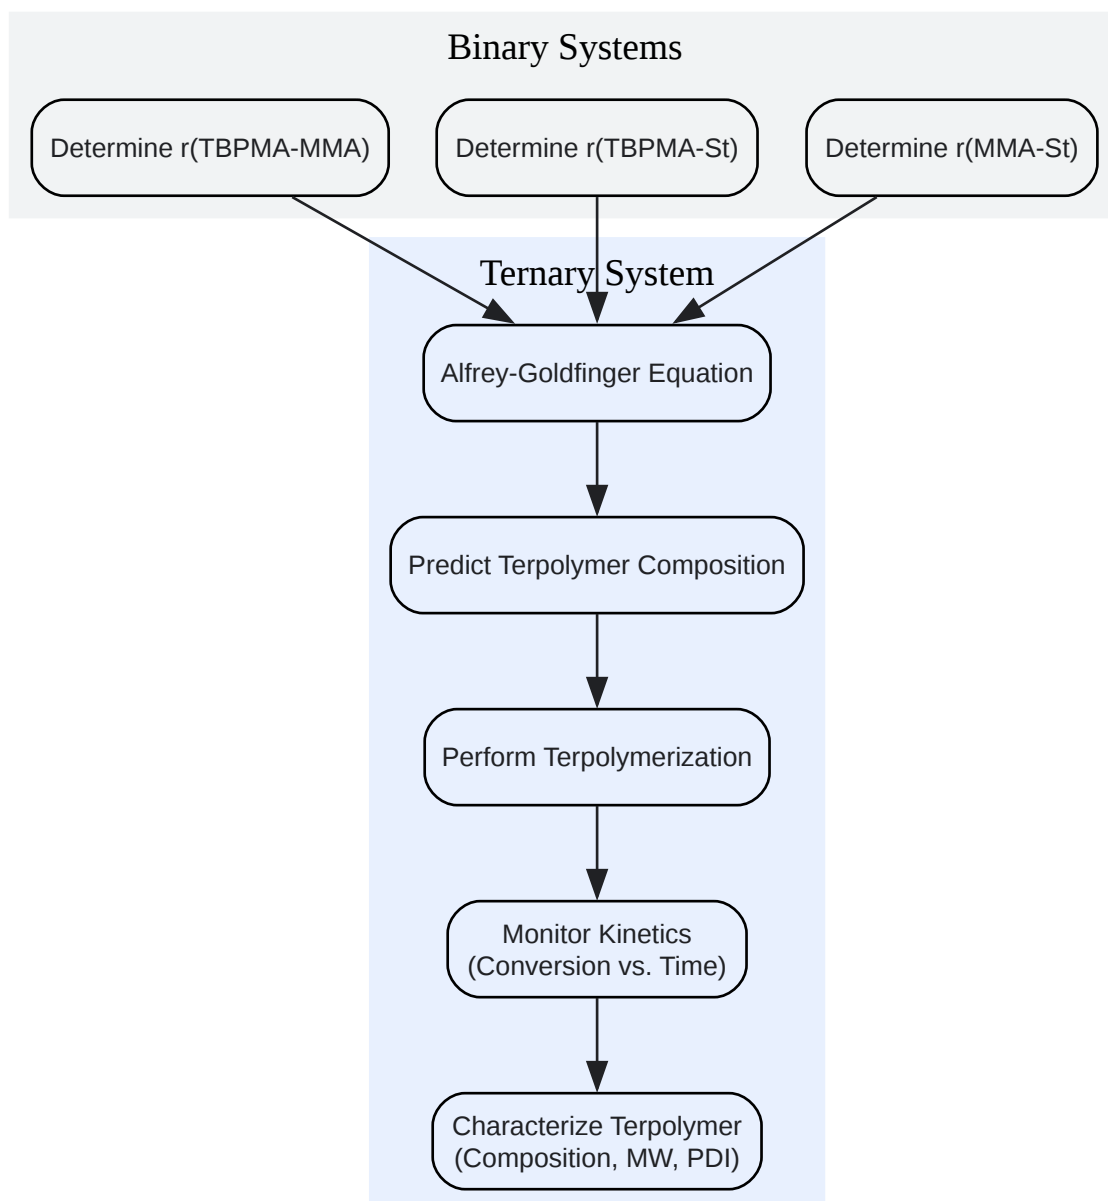 Binary Systems
Determine r(TBPMA-MMA)
Determine r(TBPMA-St)
Determine r(MMA-St)
Ternary System
Alfrey-Goldfinger Equation
Predict Terpolymer Composition
Perform Terpolymerization
Monitor Kinetics
(Conversion vs. Time)
Characterize Terpolymer
(Composition, MW, PDI)